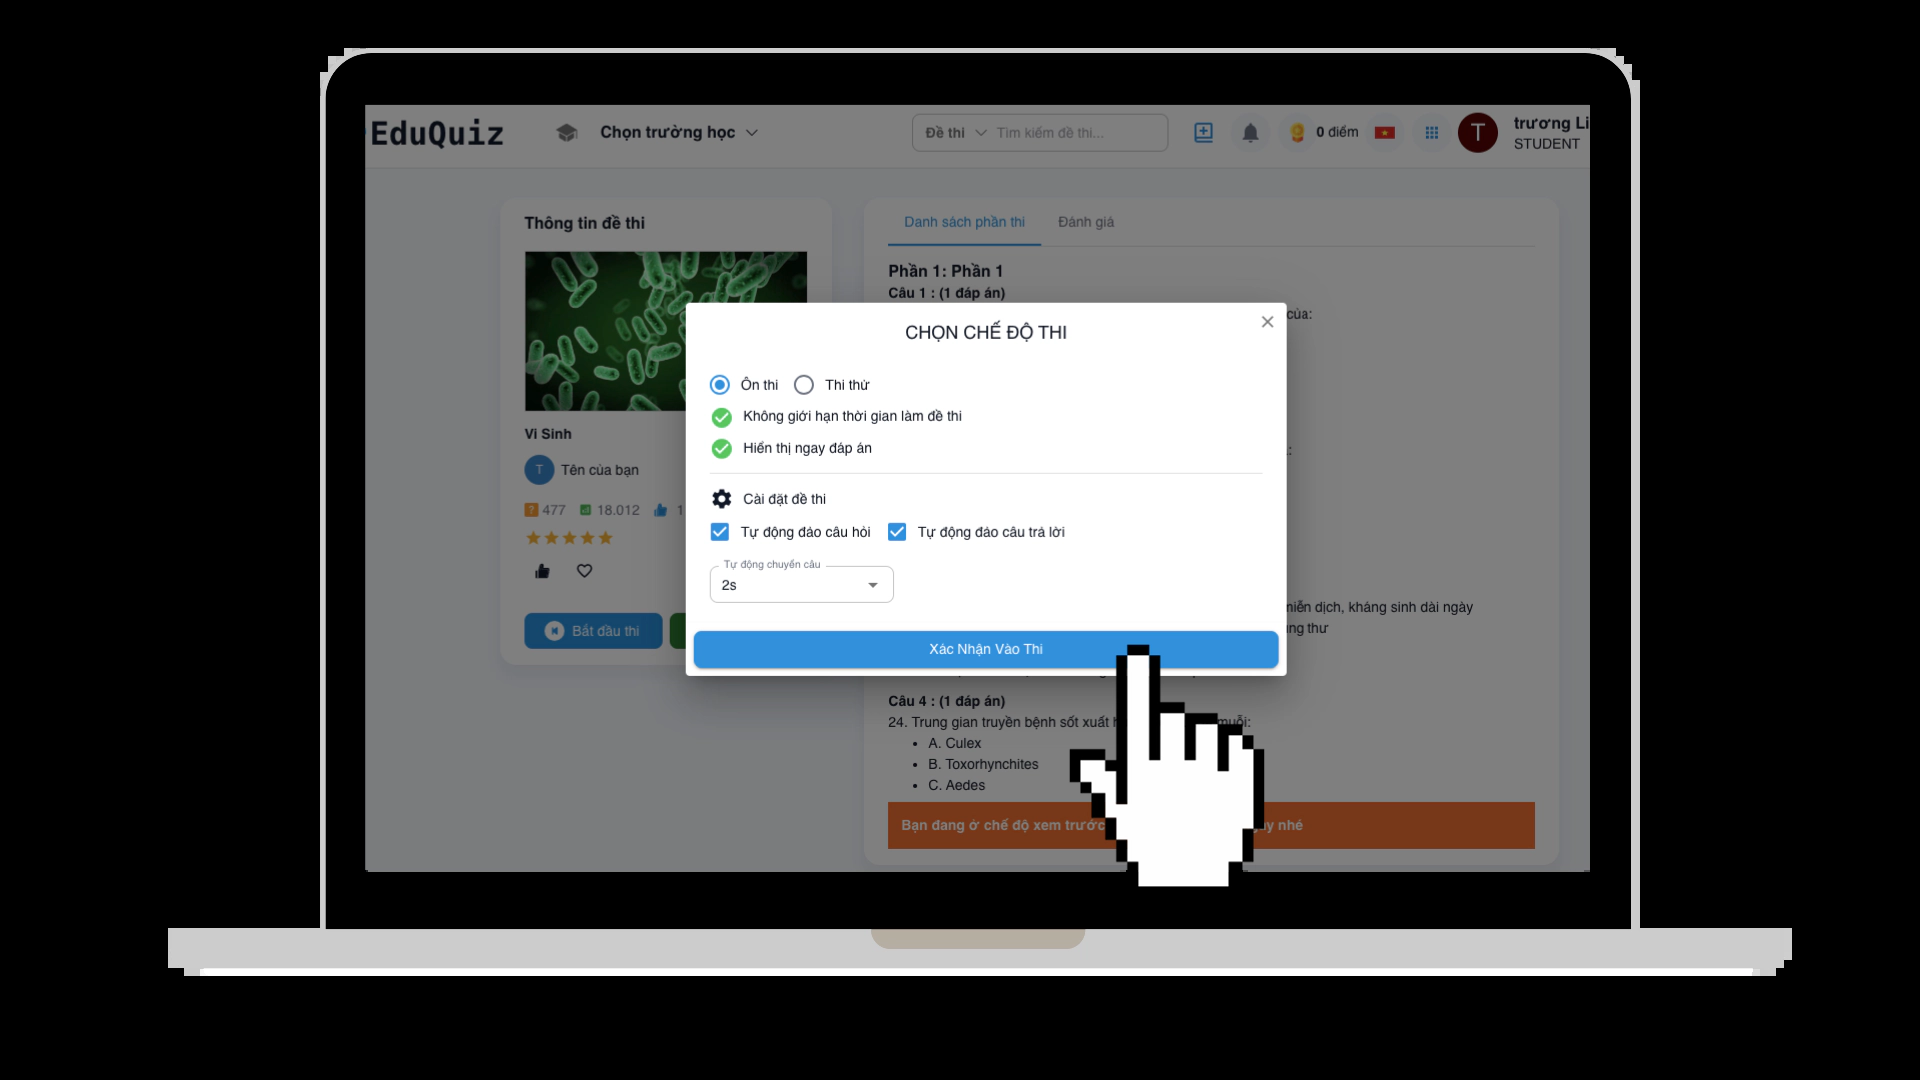 EduQuiz
Chọn trường học
Đề thi
Tìm kiếm đề thi...
0 điểm
T
trương Li
STUDENT
Thông tin đề thi
Vi Sinh
T
Tên của bạn
477
18.012
1
Bắt đầu thi
Danh sách phần thi
Đánh giá
Phần 1: Phần 1
Câu 1 : (1 đáp án)
của:
CHỌN CHẾ ĐỘ THI
Ôn thi
Thi thử
Không giới hạn thời gian làm đề thi
Hiển thị ngay đáp án
Cài đặt đề thi
Tự động đảo câu hỏi
Tự động đảo câu trả lời
Tự động chuyển câu
2s
Xác Nhận Vào Thi
miễn dịch, kháng sinh dài ngày
thư
Câu 4 : (1 đáp án)
24. Trung gian truyền bệnh sốt xuất muỗi:
A. Culex
B. Toxorhynchites
C. Aedes
Bạn đang ở chế độ xem trước nhé